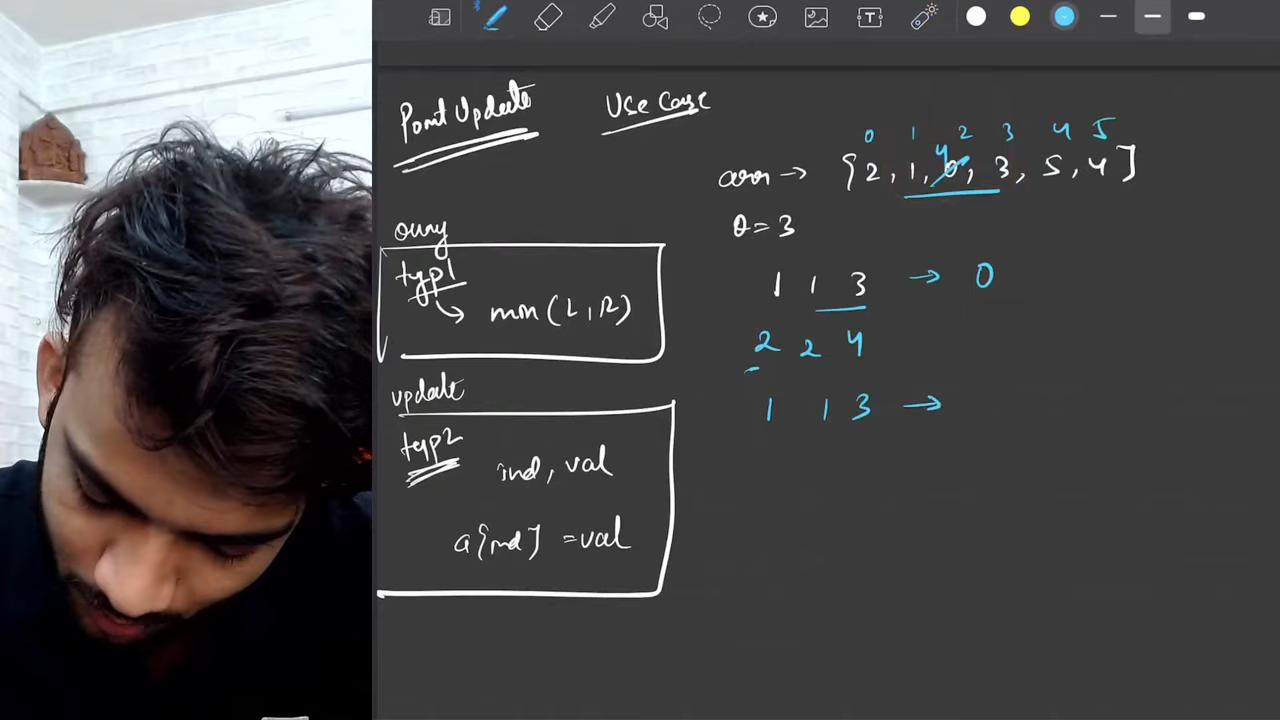 Point Update Use Case
0 1 2 3 4 5
4
arr → [2, 1, 0, 3, 5, 4]
Q = 3
query
typ1
min (L, R)
1 1 3 → 0
2 2 4
update
1 1 3 →
typ2
ind, val
a[ind] = val